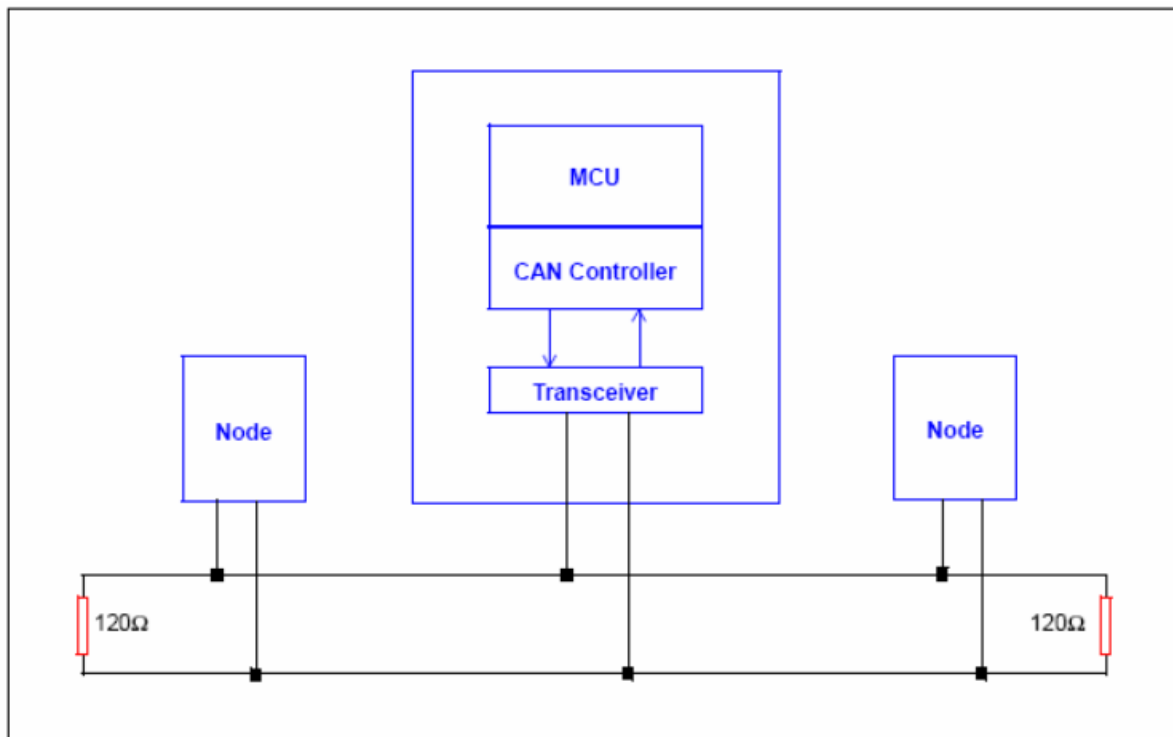 MCU
CAN Controller
Transceiver
Node
Node
120Ω
120Ω